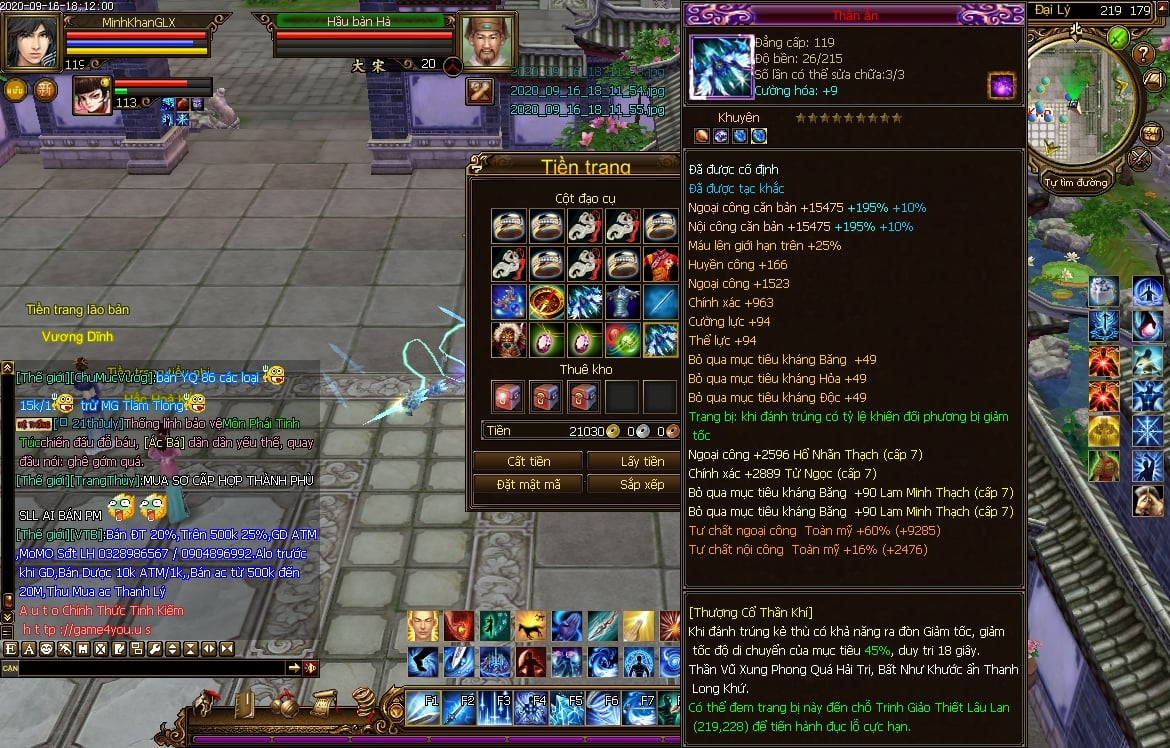 2020-09-16-18:12:00
MinhKhanGLX
119
113
Hầu bàn Hà
大 宋
20
2020_09_16_18_11_54.jpg
2020_09_16_18_11_55.jpg
新
Thần ấn
Đẳng cấp: 119
Độ bền: 26/215
Số lần có thể sửa chữa:3/3
Cường hóa: +9
Khuyên
Đã được cố định
Đã được tạc khắc
Ngoại công căn bản +15475 +195% +10%
Nội công căn bản +15475 +195% +10%
Máu lên giới hạn trên +25%
Huyền công +166
Ngoại công +1523
Chính xác +963
Cường lực +94
Thể lực +94
Bỏ qua mục tiêu kháng Băng +49
Bỏ qua mục tiêu kháng Hỏa +49
Bỏ qua mục tiêu kháng Độc +49
Trang bị: khi đánh trúng có tỷ lệ khiến đối phương bị giảm
tốc
Ngoại công +2596 Hổ Nhãn Thạch (cấp 7)
Chính xác +2889 Tử Ngọc (cấp 7)
Bỏ qua mục tiêu kháng Băng +90 Lam Minh Thạch (cấp 7)
Bỏ qua mục tiêu kháng Băng +90 Lam Minh Thạch (cấp 7)
Tư chất ngoại công Toàn mỹ +60% (+9285)
Tư chất nội công Toàn mỹ +16% (+2476)
[Thượng Cổ Thần Khí]
Khi đánh trúng kẻ thù có khả năng ra đòn Giảm tốc, giảm
tốc độ di chuyển của mục tiêu 45%, duy trì 18 giây.
Thần Vũ Xung Phong Quá Hải Trị, Bất Như Khước ẩn Thanh
Long Khứ.
Có thể đem trang bị này đến chỗ Trình Giảo Thiết Lâu Lan
(219,228) để tiến hành đục lỗ cực hạn.
Đại Lý
219 179
北
Tự tìm đường
Tiền trang
Cột đạo cụ
Thuê kho
Tiền
21030 0 0
Cất tiền
Lấy tiền
Đặt mật mã
Sắp xếp
Tiền trang lão bản
Vương Dĩnh
[Thế giới][ChuMucVuong]:bán YQ 86 các loại
15k/1 trừ MG Tlam Tlong
[21thJuly]Thống lĩnh bảo vệMôn Phái Tinh
Túcchiến đấu đỗ bấu, [Ác Bá] dần dần yếu thế, quay
đầu nói: ghê gớm quá.
[Thế giới][TrangThùy]:MUA SƠ CẤP HỢP THÀNH PHÙ
SLL AI BÁN PM
[Thế giới][VTB]:Bán ĐT 20%,Trên 500k 25%,GD ATM
,MoMO Sđt LH 0328986567 / 0904896992.Alo trước
khi GD,Bán Dược 10k ATM/1k,,Bán ac từ 500k đến
20M,Thu Mua ac Thanh Lý
A u t o Chính Thức Tình Kiếm
h t tp ://game4you.u s
CẬN
F1 F2 F3 F4 F5 F6 F7